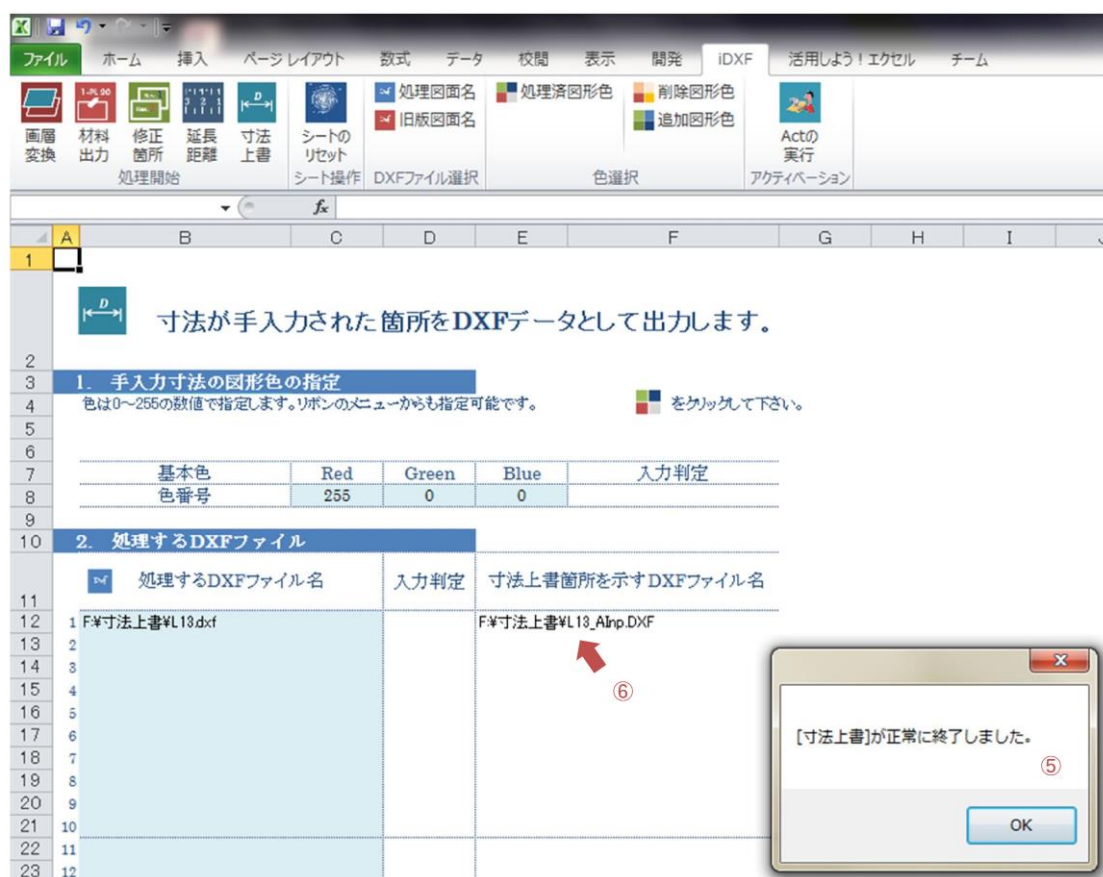 ファイル ホーム 挿入 ページ レイアウト 数式 データ 校閲 表示 開発 iDXF 活用しよう！エクセル チーム
画層変換
材料出力
修正箇所
延長距離
寸法上書
シートのリセット
処理図面名
旧版図面名
処理済図形色
削除図形色
追加図形色
Actの実行
処理開始 シート操作 DXFファイル選択 色選択 アクティベーション
fx
A B C D E F G H I
1
D
寸法が手入力された箇所をDXFデータとして出力します。
2
3 1. 手入力寸法の図形色の指定
4 色は0～255の数値で指定します。リボンのメニューからも指定可能です。 をクリックして下さい。
5
6
7 基本色 Red Green Blue 入力判定
8 色番号 255 0 0
9
10 2. 処理するDXFファイル
11 処理するDXFファイル名 入力判定 寸法上書箇所を示すDXFファイル名
12 1 F:¥寸法上書¥L13.dxf F:¥寸法上書¥L13_AInp.DXF
13 2
14 3
15 4
⑥
16 5
17 6
18 7
19 8
20 9
21 10
22 11
23 12
[寸法上書]が正常に終了しました。
⑤
OK